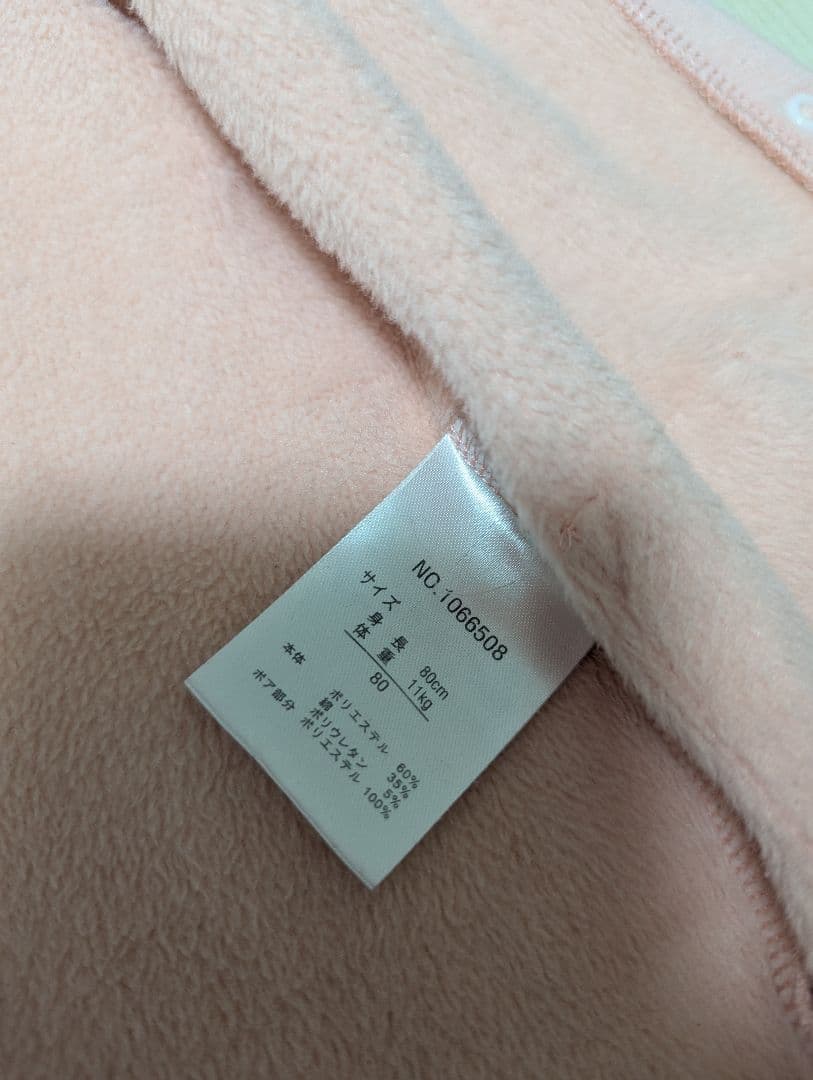 NC.1066508
サイズ
身 長 80cm
体 重 11kg
80
本体 ポリエステル 60%
綿 35%
ポリウレタン 5%
ボア部分 ポリエステル 100%